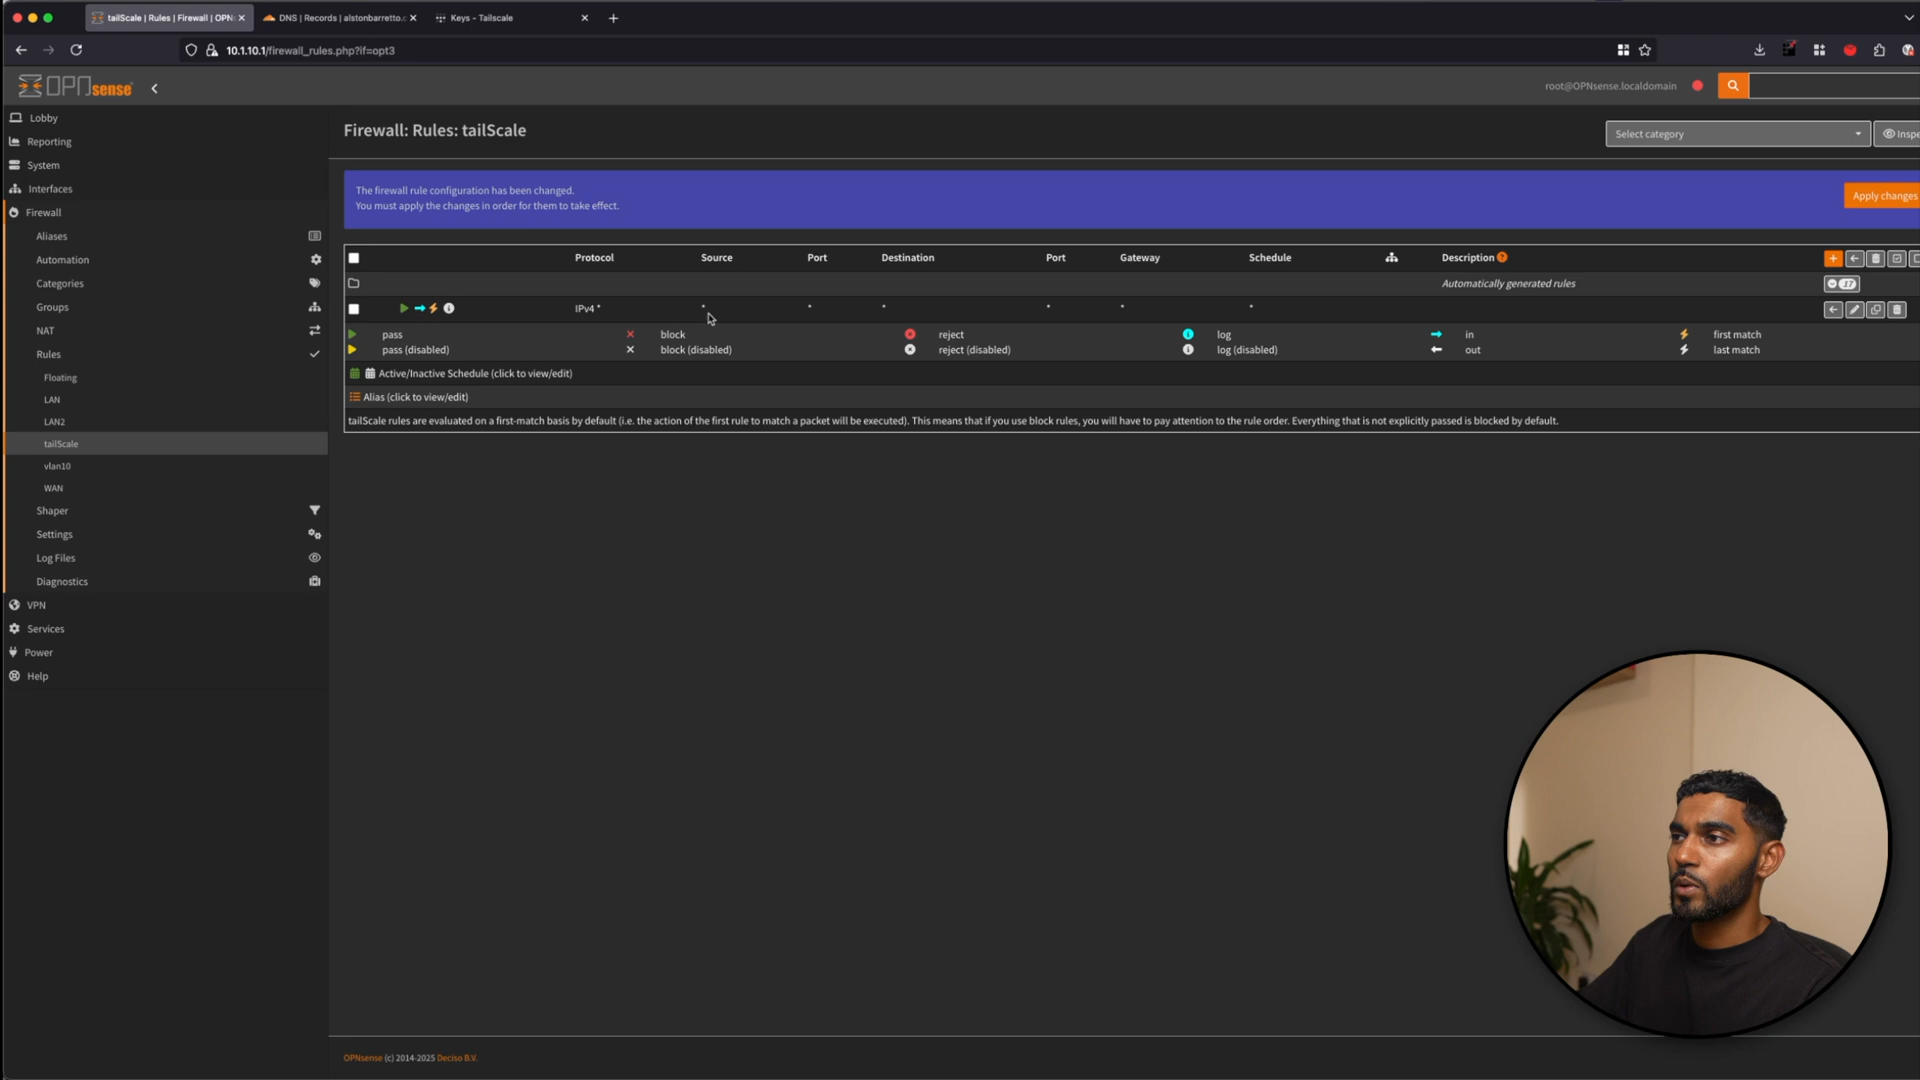 tailScale | Rules | Firewall | OPN
DNS | Records | alstonbarretto.c
Keys - Tailscale
10.1.10.1/firewall_rules.php?if=opt3
OPNsense
root@OPNsense.localdomain
Lobby
Reporting
System
Interfaces
Firewall
Aliases
Automation
Categories
Groups
NAT
Rules
Floating
LAN
LAN2
tailScale
vlan10
WAN
Shaper
Settings
Log Files
Diagnostics
VPN
Services
Power
Help
Firewall: Rules: tailScale
Select category
Inspe
The firewall rule configuration has been changed.
You must apply the changes in order for them to take effect.
Apply changes
Protocol Source Port Destination Port Gateway Schedule Description
Automatically generated rules 17
IPv4 * * * * * * *
pass block reject log in first match
pass (disabled) block (disabled) reject (disabled) log (disabled) out last match
Active/Inactive Schedule (click to view/edit)
Alias (click to view/edit)
tailScale rules are evaluated on a first-match basis by default (i.e. the action of the first rule to match a packet will be executed). This means that if you use block rules, you will have to pay attention to the rule order. Everything that is not explicitly passed is blocked by default.
OPNsense (c) 2014-2025 Deciso B.V.